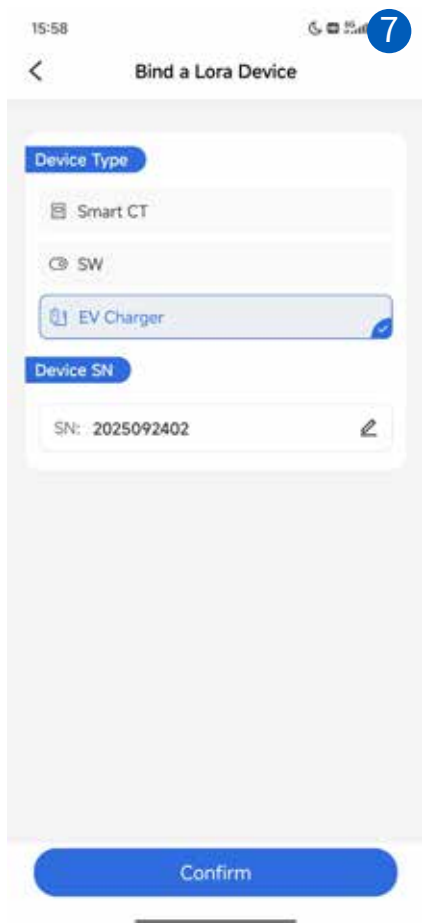 15:58
7
Bind a Lora Device
Device Type
Smart CT
SW
EV Charger
Device SN
SN: 2025092402
Confirm